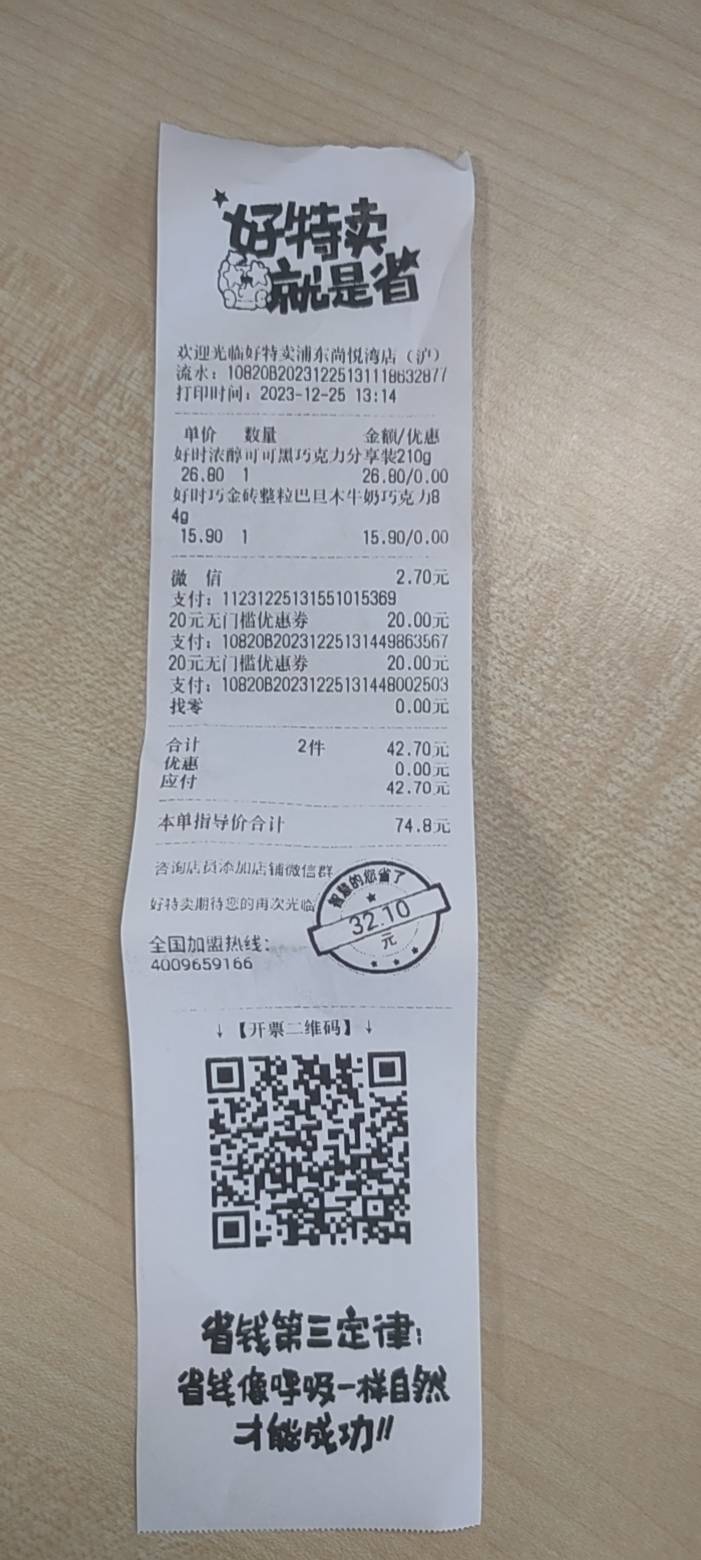 好特卖
就是省
欢迎光临好特卖浦东尚悦湾店（沪）
流水：10820B20231225131118632877
打印时间：2023-12-25 13:14
单价 数量 金额/优惠
好时浓醇可可黑巧克力分享装210g
26.80 1 26.80/0.00
好时巧金砖整粒巴旦木牛奶巧克力8
4g
15.90 1 15.90/0.00
微 信 2.70元
支付：11231225131551015369
20元无门槛优惠券 20.00元
支付：10820B20231225131449863567
20元无门槛优惠券 20.00元
支付：10820B20231225131448002503
找零 0.00元
合计 2件 42.70元
优惠 0.00元
应付 42.70元
本单指导价合计 74.8元
咨询店员添加店铺微信群
好特卖期待您的再次光临
智慧的您省了
32.10
元
全国加盟热线：
4009659166
↓【开票二维码】↓
省钱第三定律：
省钱像呼吸一样自然
才能成功!!